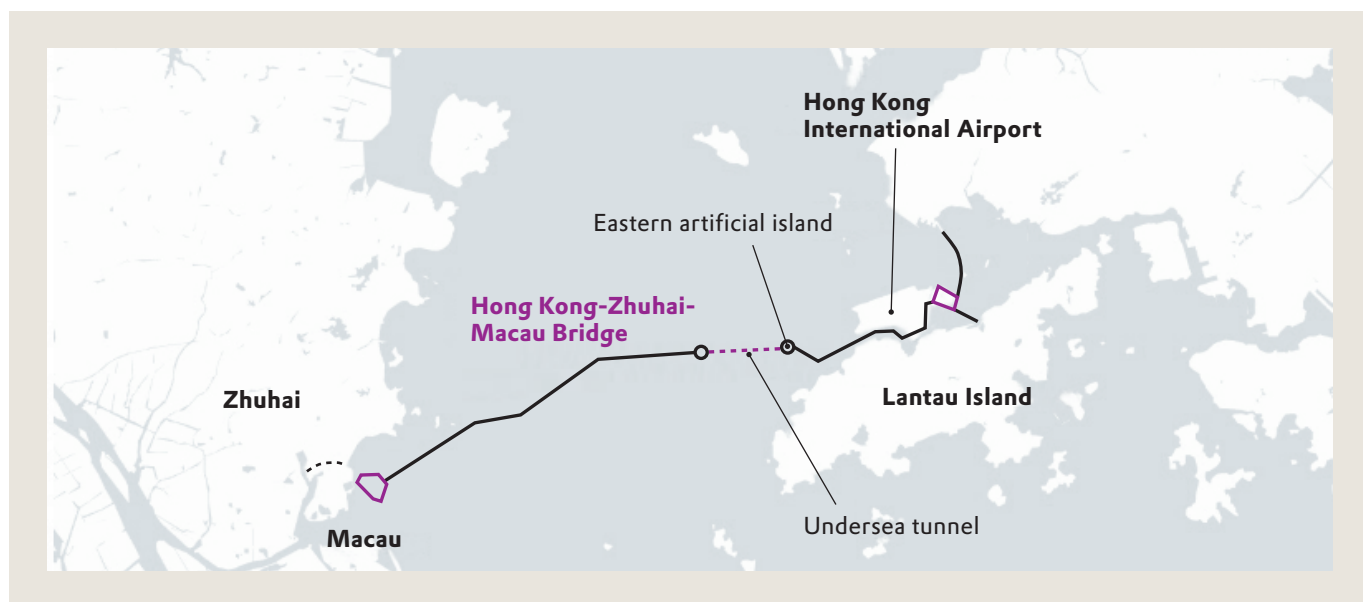 Hong Kong
International Airport
Eastern artificial island
Hong Kong-Zhuhai-
Macau Bridge
Zhuhai
Lantau Island
Undersea tunnel
Macau